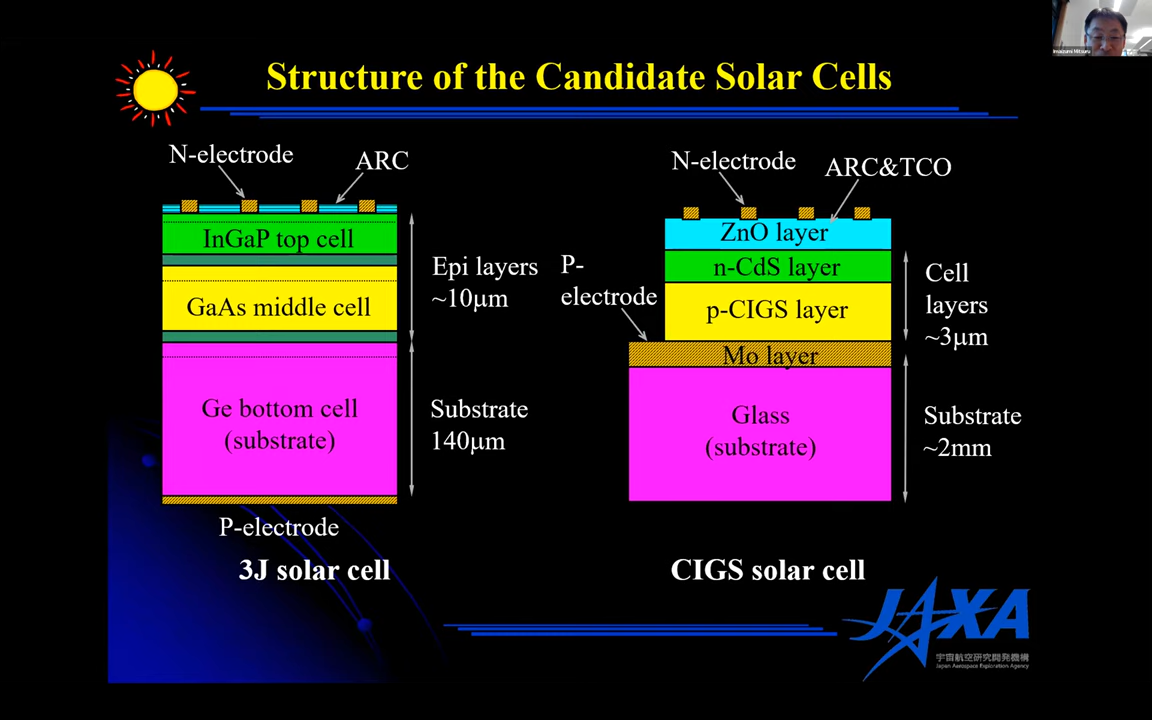 Structure of the Candidate Solar Cells
N-electrode
ARC
InGaP top cell
GaAs middle cell
Ge bottom cell
(substrate)
Epi layers
~10µm
Substrate
140µm
P-electrode
3J solar cell
N-electrode
ARC&TCO
P-
electrode
ZnO layer
n-CdS layer
p-CIGS layer
Mo layer
Glass
(substrate)
Cell
layers
~3µm
Substrate
~2mm
CIGS solar cell
JAXA
宇宙航空研究開発機構
Japan Aerospace Exploration Agency